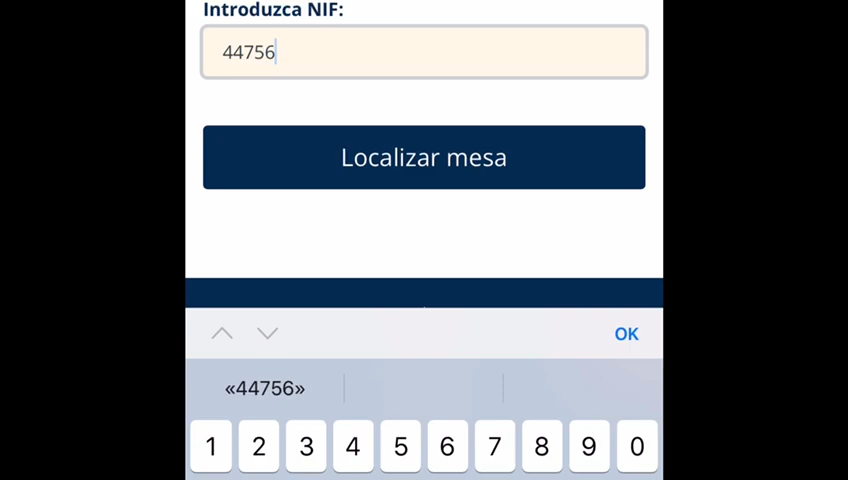 Introduzca NIF:
44756
Localizar mesa
OK
«44756»
1 2 3 4 5 6 7 8 9 0